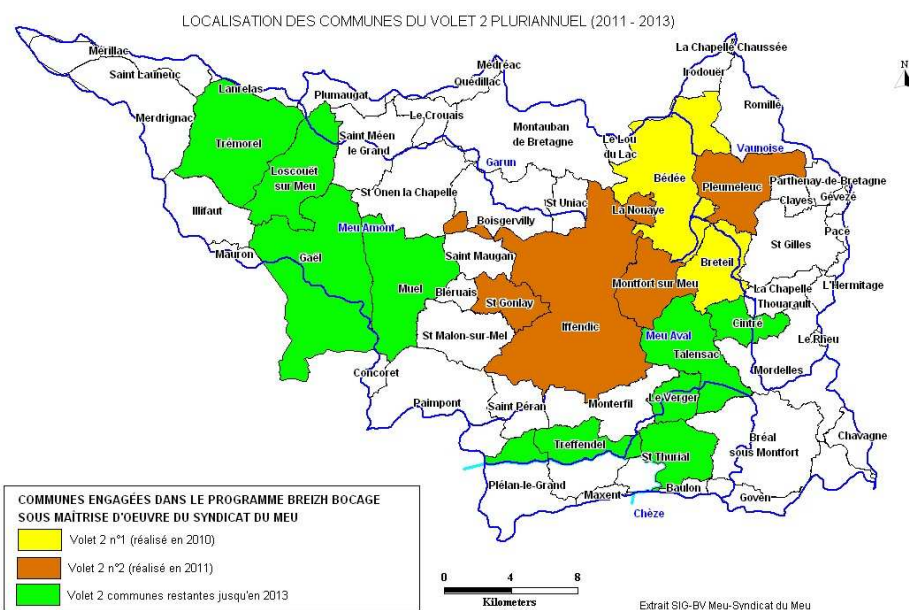 LOCALISATION DES COMMUNES DU VOLET 2 PLURIANNUEL (2011 - 2013)
N
La Chapelle Chaussée
Mérillac
Médréac
Irodouër
Saint Launeuc
Quédillac
Lanrelas
Plumaugat
Romillé
Le Crouais
Merdrignac
Saint Méen
le Grand
Montauban
de Bretagne
Le Lou
du Lac
Trémorel
Vaunoise
Garun
Loscouët
sur Meu
Bédée
Pleumeleuc
Parthenay-de-Bretagne
St Onen la Chapelle
St Uniac
Clayes
Gévezé
Illifaut
La Nouaye
Boisgervilly
Meu Amont
Pacé
St Gilles
Mauron
Gaël
Saint Maugan
Breteil
Muel
Bléruais
Montfort sur Meu
La Chapelle
Thouarault
L'Hermitage
St Gonlay
Iffendic
Cintré
St Malon-sur-Mel
Meu Aval
Le Rheu
Talensac
Concoret
Mordelles
Paimpont
Saint Péran
Monterfil
Le Verger
Treffendel
Bréal
sous Monfort
Chavagne
St Thurial
Plélan-le-Grand
Maxent
Baulon
Goven
Chèze
COMMUNES ENGAGÉES DANS LE PROGRAMME BREIZH BOCAGE
SOUS MAÎTRISE D'OEUVRE DU SYNDICAT DU MEU
Volet 2 n°1 (réalisé en 2010)
Volet 2 n°2 (réalisé en 2011)
Volet 2 communes restantes jusqu'en 2013
0 4 8
Kilometers
Extrait SIG-BV Meu-Syndicat du Meu